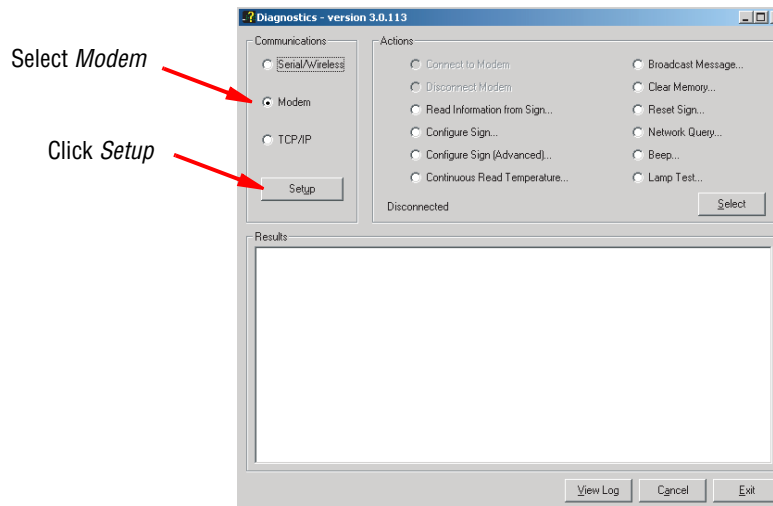 Diagnostics - version 3.0.113
Select Modem
Click Setup
Communications
Serial/Wireless
Modem
TCP/IP
Setup
Actions
Connect to Modem
Disconnect Modem
Read Information from Sign...
Configure Sign...
Configure Sign (Advanced)...
Continuous Read Temperature...
Broadcast Message...
Clear Memory...
Reset Sign...
Network Query...
Beep...
Lamp Test...
Disconnected
Select
Results
View Log
Cancel
Exit